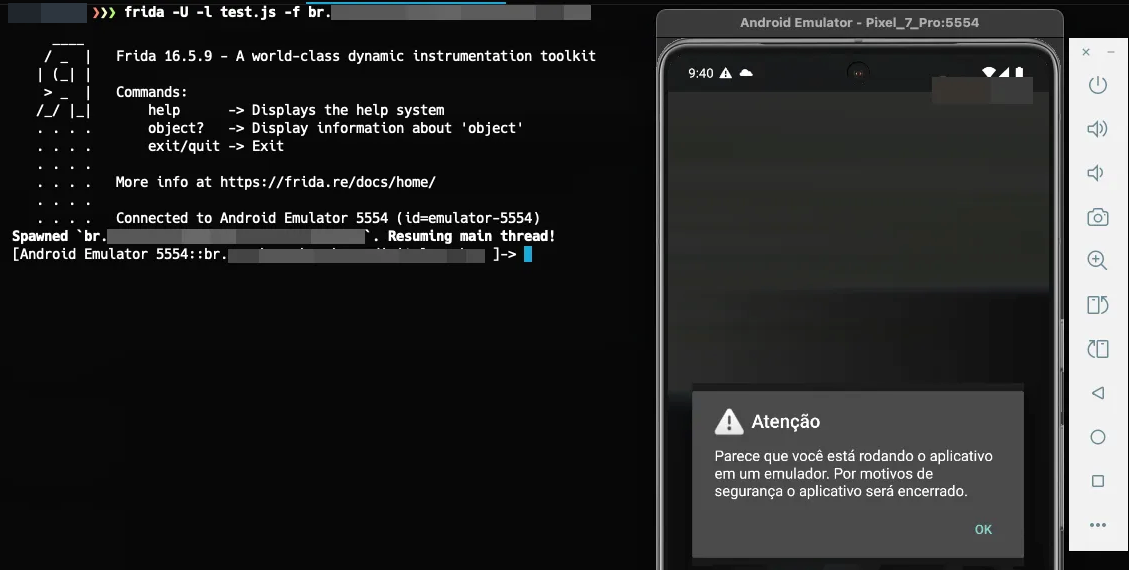 ❯❯❯ frida -U -l test.js -f br.
____
/ _  |   Frida 16.5.9 - A world-class dynamic instrumentation toolkit
| (_| |
> _  |   Commands:
/_/ |_|       help      -> Displays the help system
. . . .       object?   -> Display information about 'object'
. . . .       exit/quit -> Exit
. . . .
. . . .   More info at https://frida.re/docs/home/
. . . .
. . . .   Connected to Android Emulator 5554 (id=emulator-5554)
Spawned `br.`. Resuming main thread!
[Android Emulator 5554::br. ]->
Android Emulator - Pixel_7_Pro:5554
9:40
Atenção
Parece que você está rodando o aplicativo
em um emulador. Por motivos de
segurança o aplicativo será encerrado.
OK